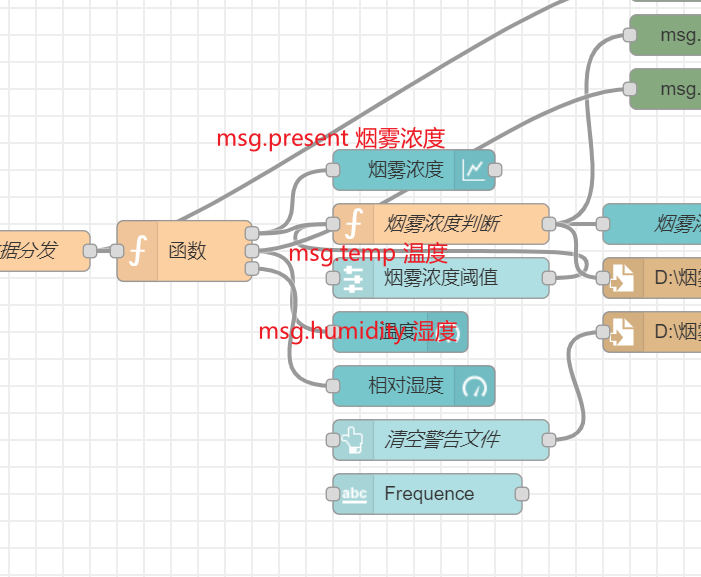 msg.
msg.
msg.present 烟雾浓度
烟雾浓度
烟雾浓度判断
烟雾浓
据分发
函数
msg.temp 温度
烟雾浓度阈值
D:\烟雾
msg.humidity 湿度
温度
D:\烟雾
相对湿度
清空警告文件
abc Frequence